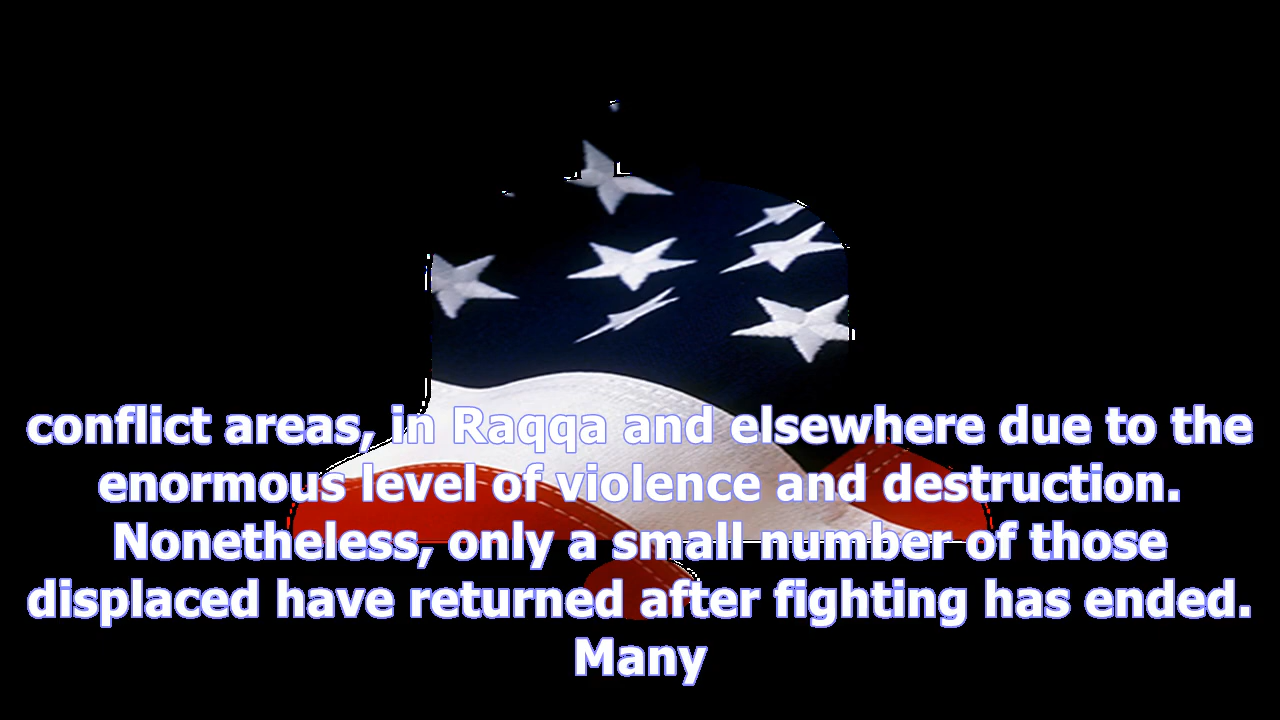 conflict areas, in Raqqa and elsewhere due to the
enormous level of violence and destruction.
Nonetheless, only a small number of those
displaced have returned after fighting has ended.
Many